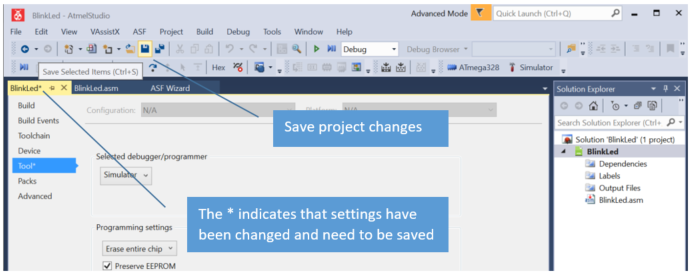 BlinkLed - AtmelStudio
Advanced Mode
Quick Launch (Ctrl+Q)
File Edit View VAssistX ASF Project Build Debug Tools Window Help
Debug
Debug Browser
Hex
ATmega328
Simulator
Save Selected Items (Ctrl+S)
BlinkLed*
BlinkLed.asm
ASF Wizard
Build
Build Events
Toolchain
Device
Tool*
Packs
Advanced
Configuration: N/A
Platform: N/A
Save project changes
Selected debugger/programmer
Simulator
The * indicates that settings have
been changed and need to be saved
Programming settings
Erase entire chip
Preserve EEPROM
Solution Explorer
Search Solution Explorer (Ctrl+
Solution 'BlinkLed' (1 project)
BlinkLed
Dependencies
Labels
Output Files
BlinkLed.asm